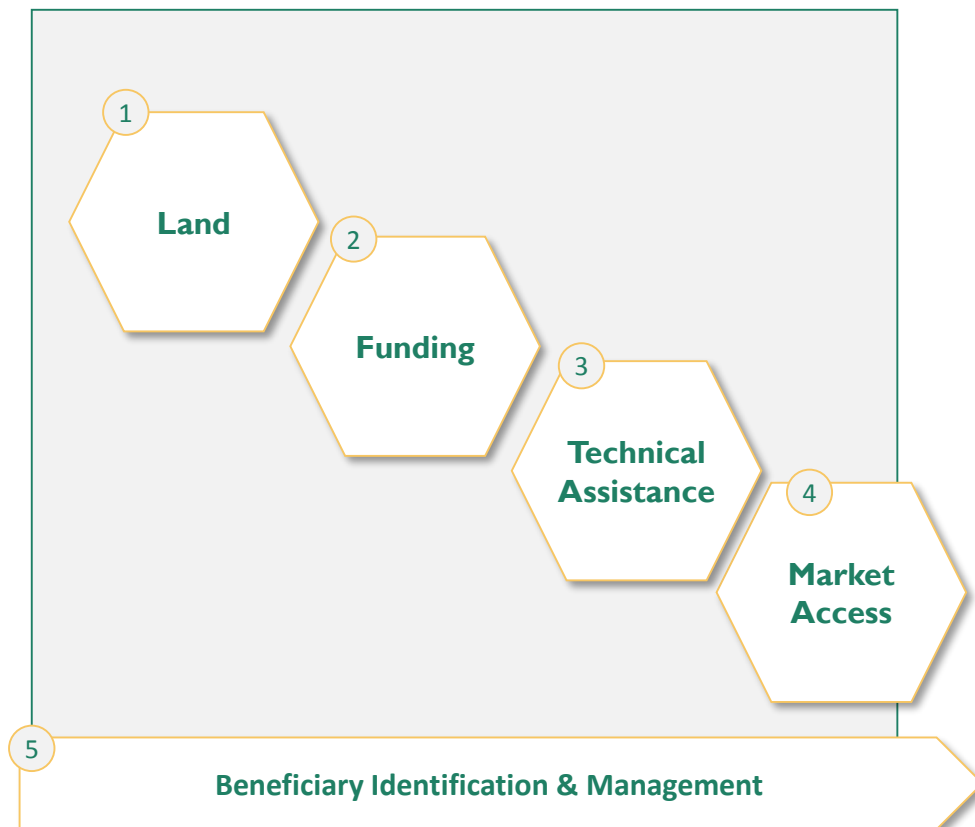 1
Land
2
Funding
3
Technical
Assistance
4
Market
Access
5
Beneficiary Identification & Management